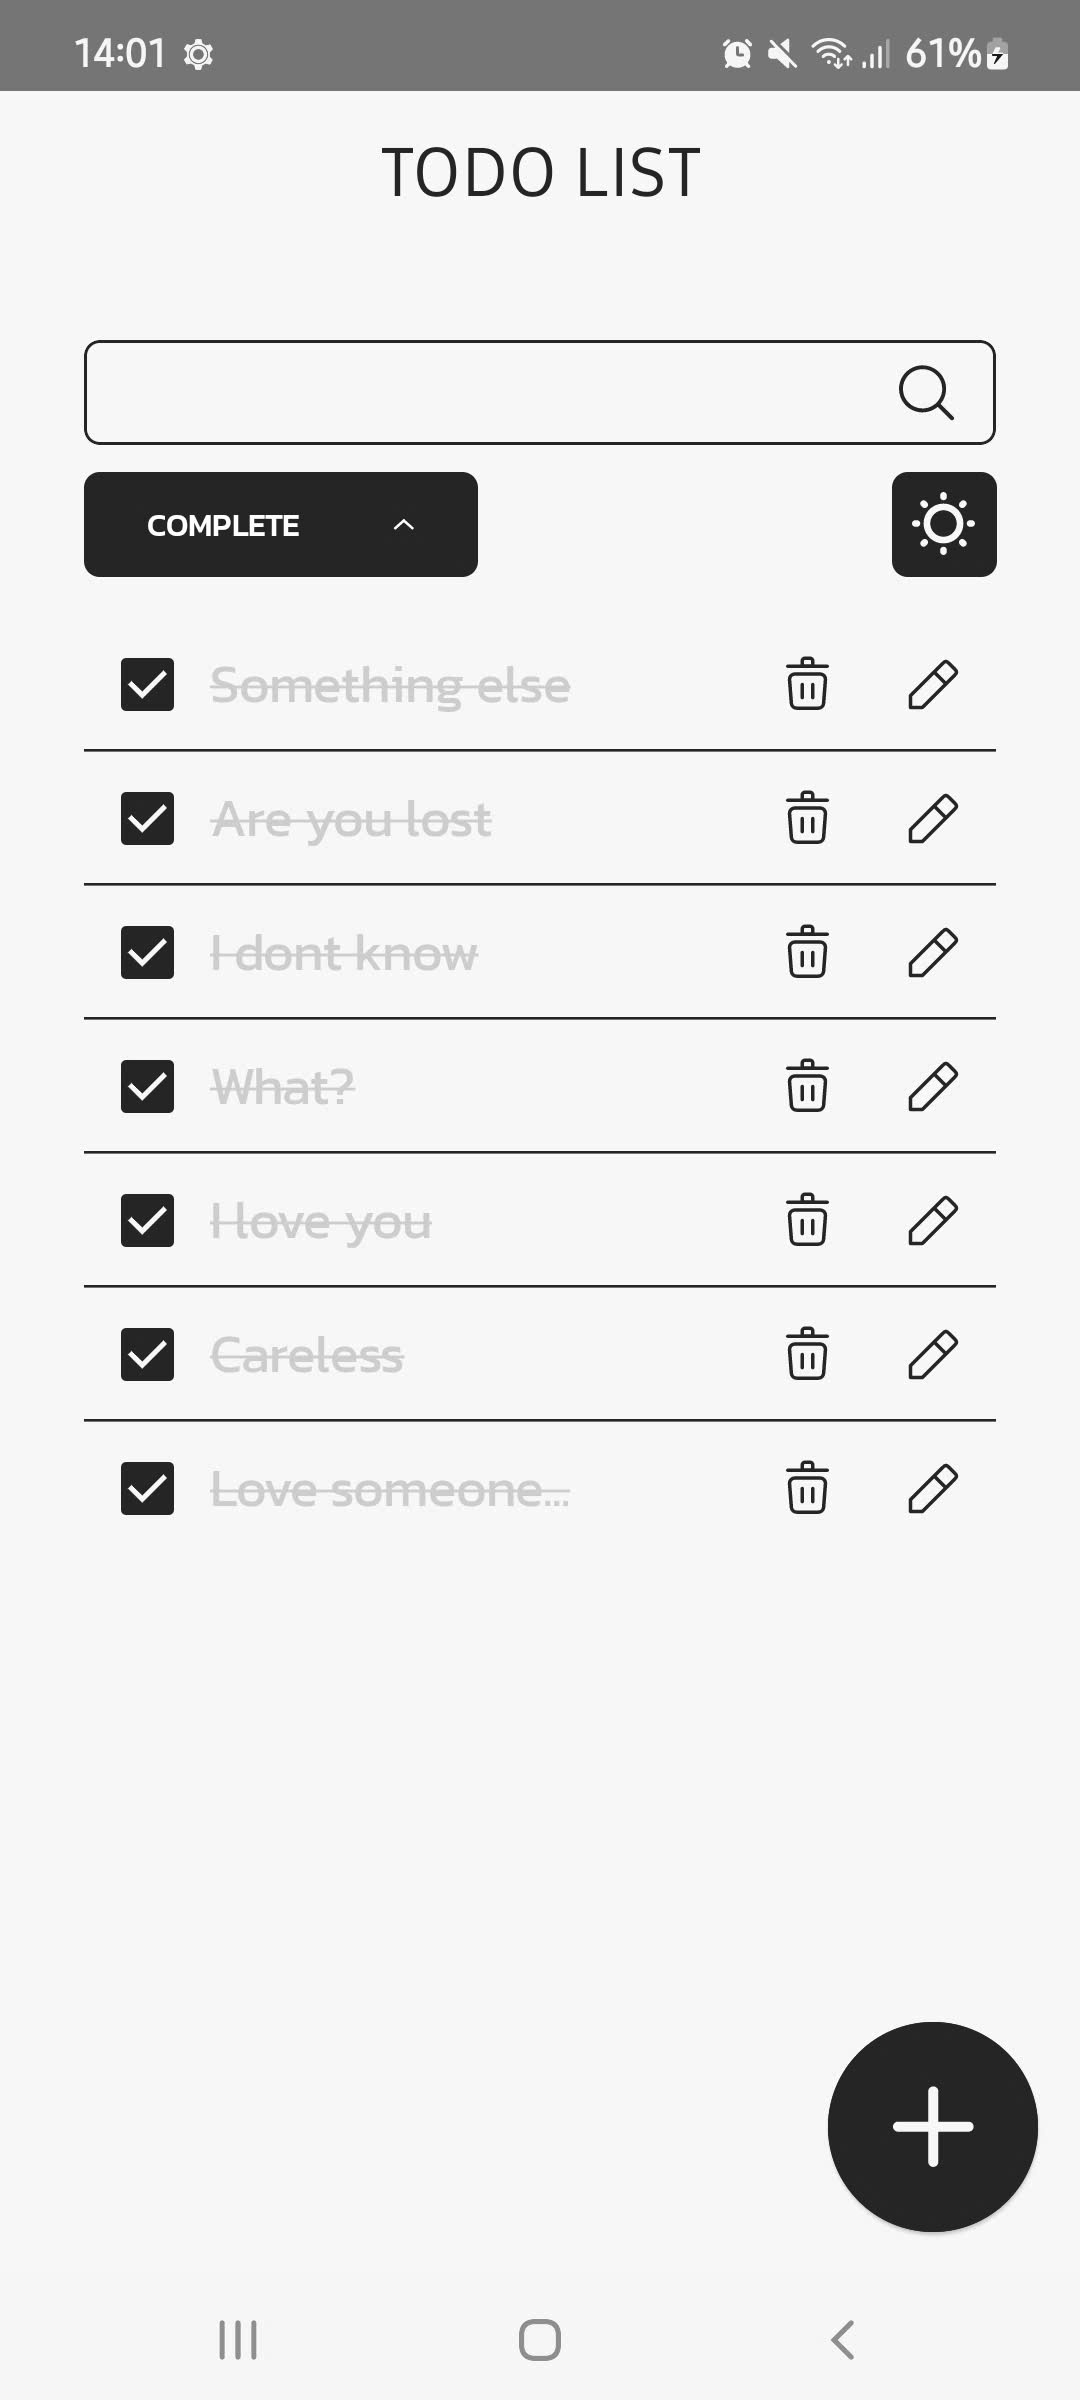 14:01 61%
TODO LIST
COMPLETE
Something else
Are you lost
I dont know
What?
I love you
Careless
Love someone...